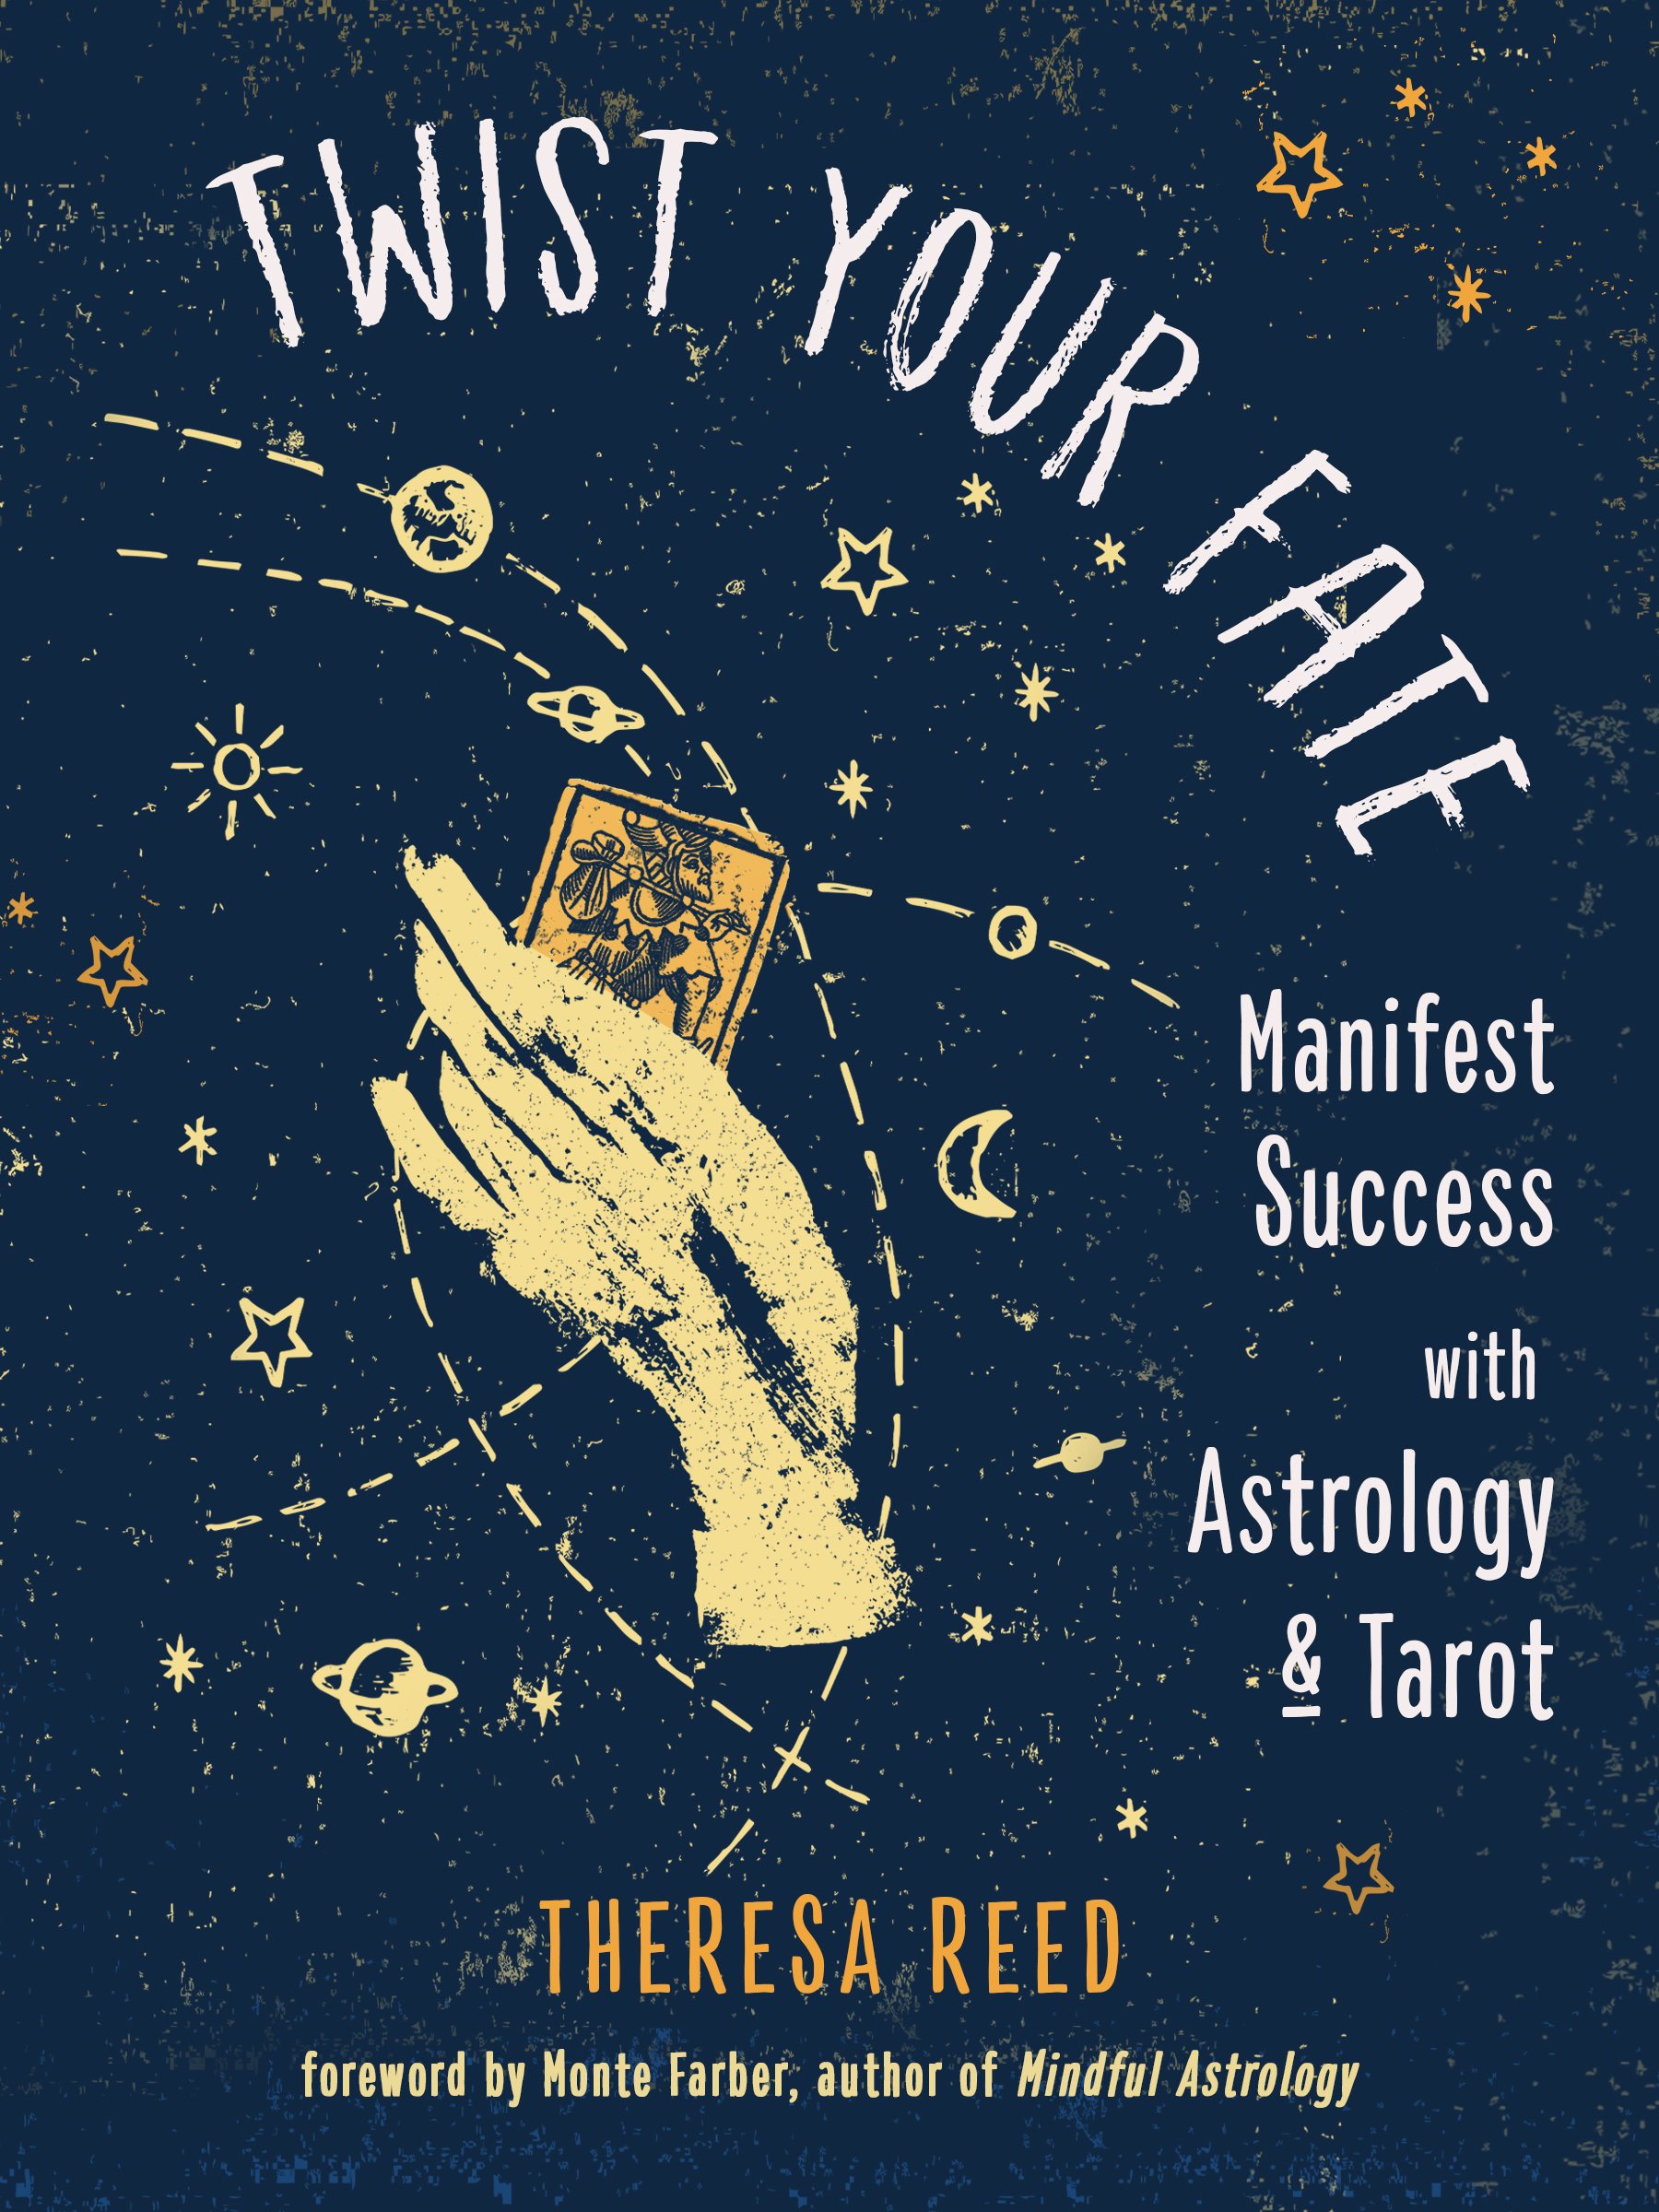 TWIST YOUR FATE
Manifest
Success
with
Astrology
& Tarot
THERESA REED
foreword by Monte Farber, author of Mindful Astrology